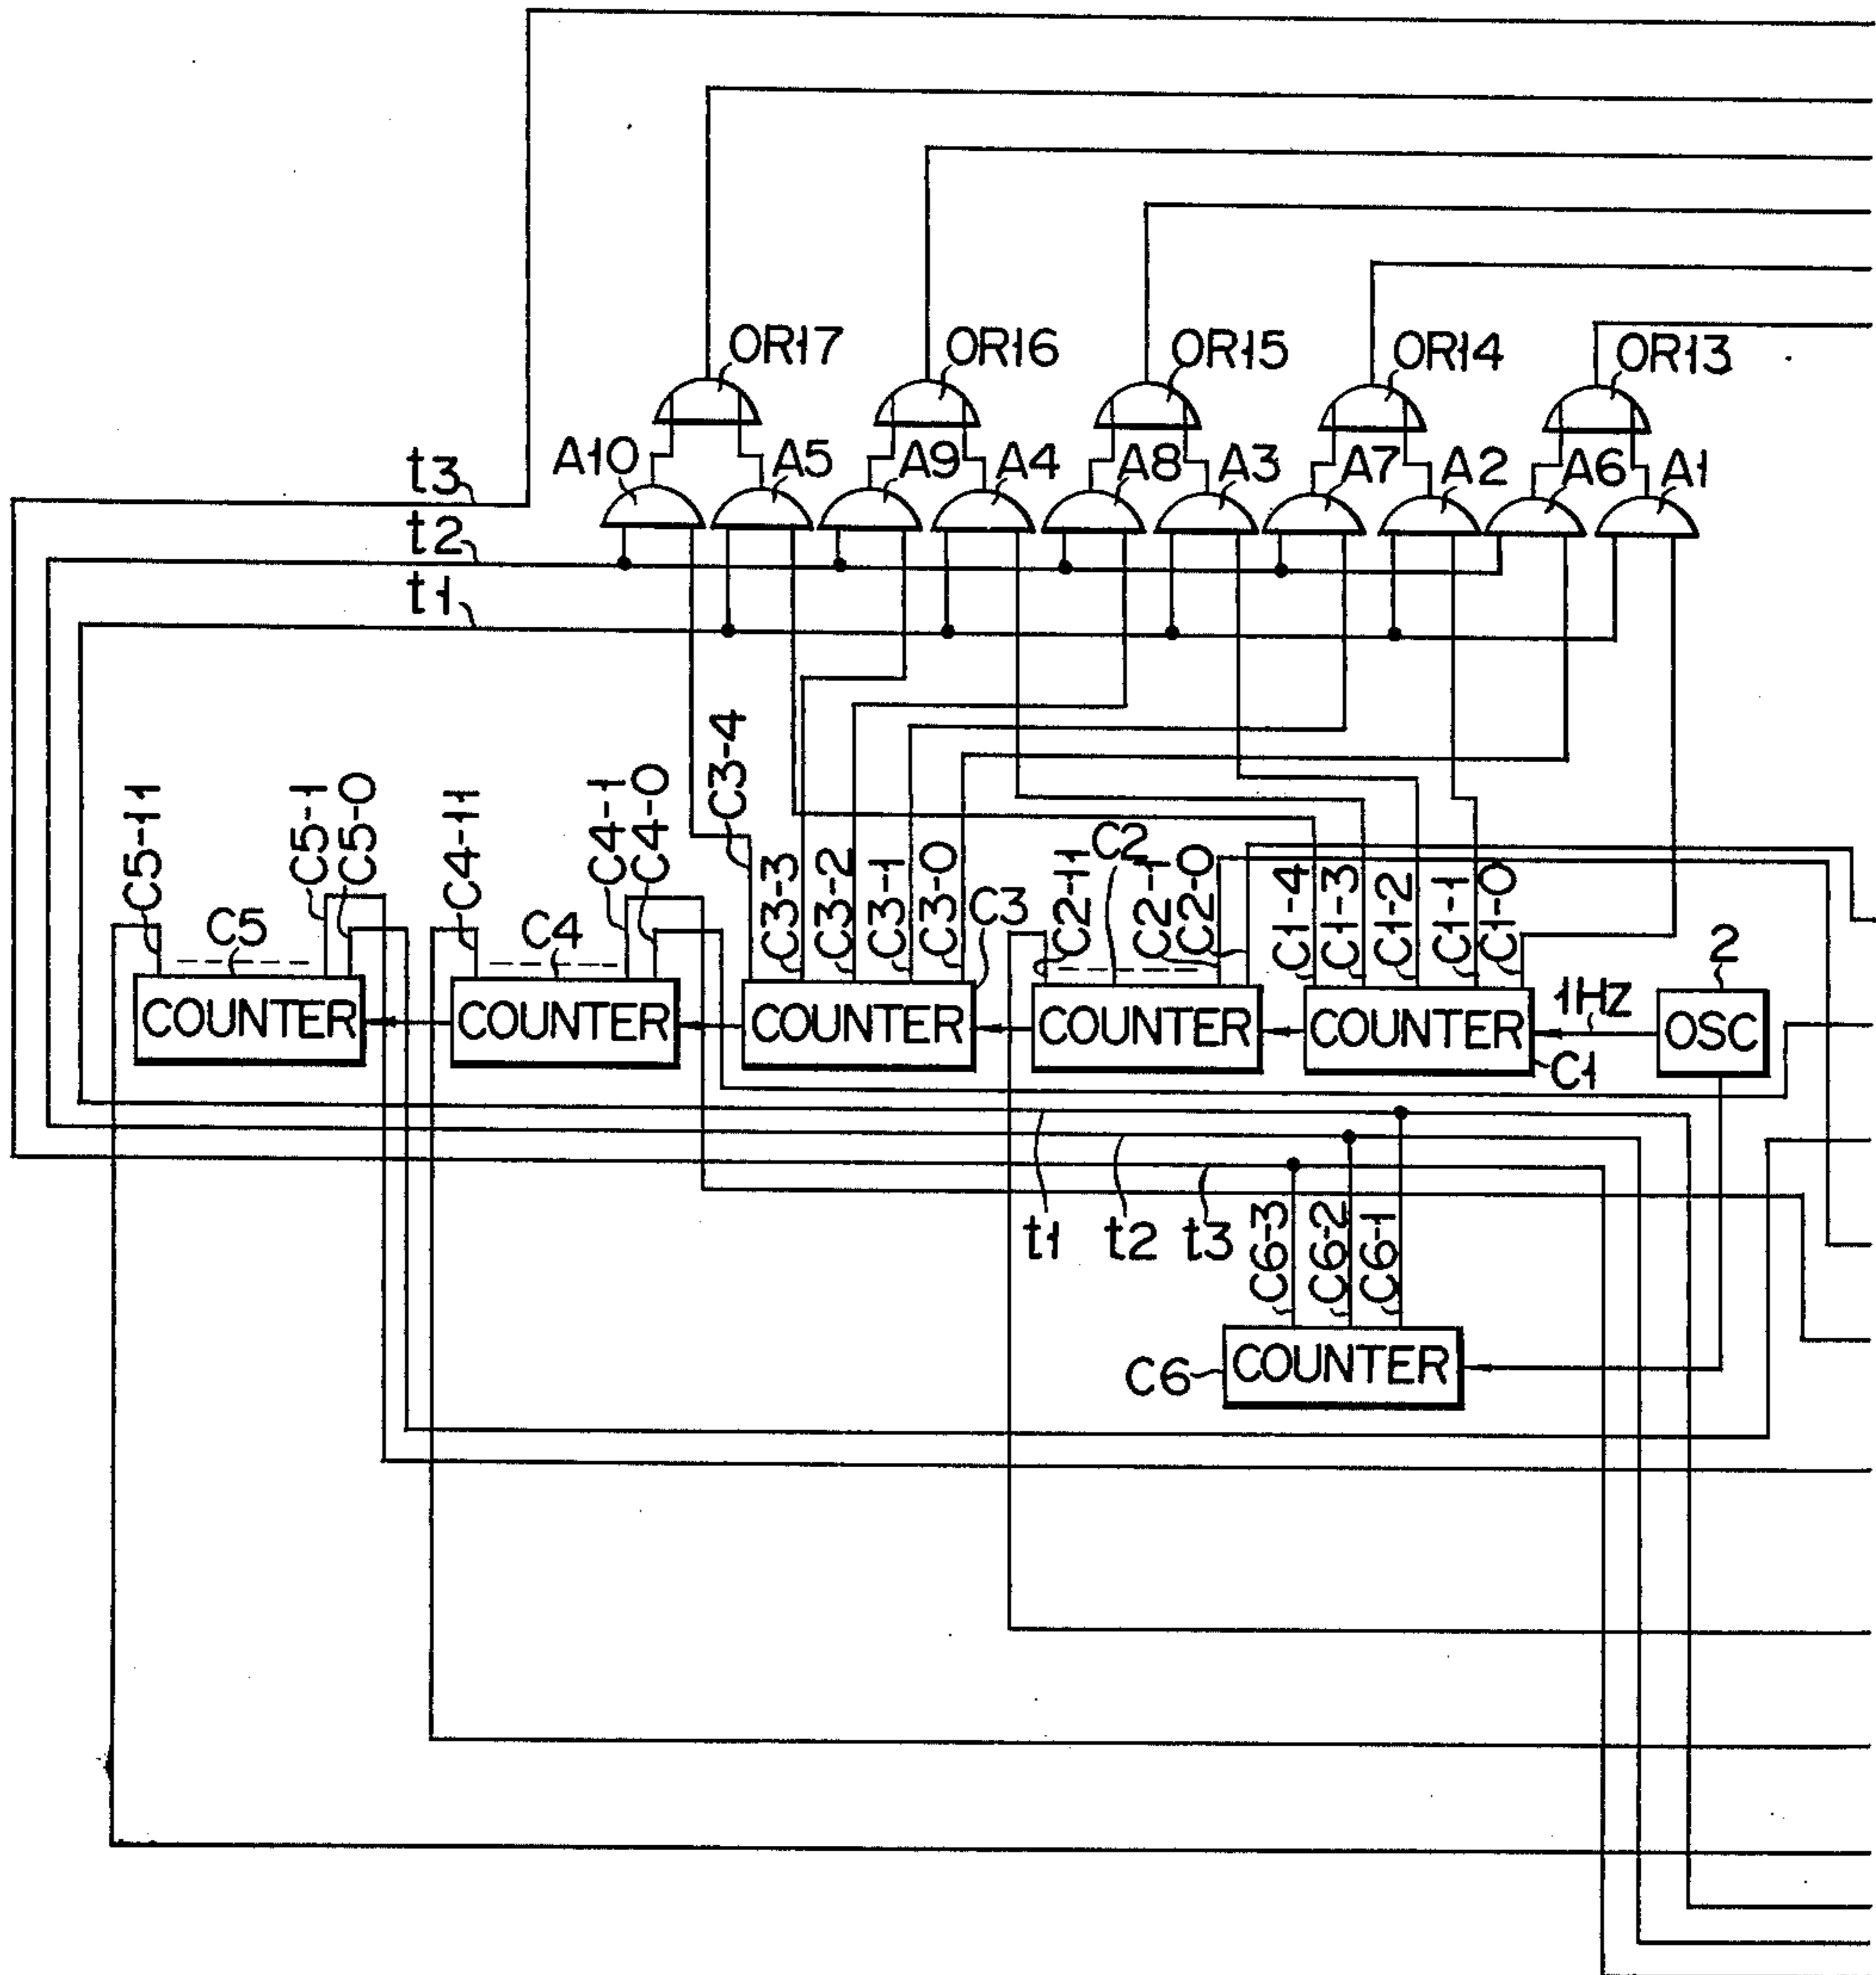 OR17
OR16
OR15
OR14
OR13
A10
A5
A9
A4
A8
A3
A7
A2
A6
A1
t3
t2
t1
C5-11
C5-1
C5-0
C4-11
C4-1
C4-0
C3-4
C3-3
C3-2
C3-1
C3-0
C2-11
C2-1
C2-0
C1-4
C1-3
C1-2
C1-1
C1-0
C5
C4
C3
C2
2
1HZ
COUNTER
COUNTER
COUNTER
COUNTER
COUNTER
OSC
C1
t1
t2
t3
C6-3
C6-2
C6-1
C6
COUNTER